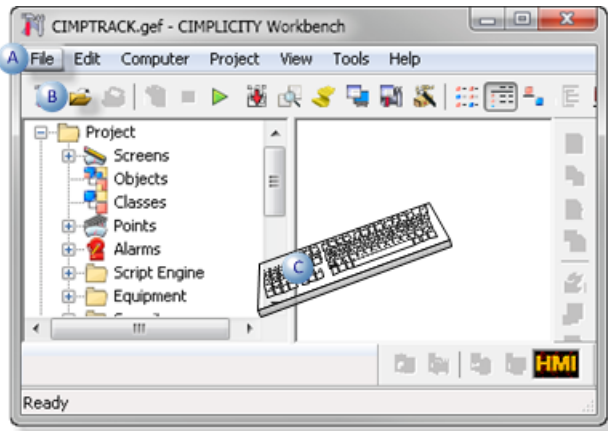 CIMPTRACK.gef - CIMPLICITY Workbench
A File Edit Computer Project View Tools Help
B
Project
Screens
Objects
Classes
Points
Alarms
C
Script Engine
Equipment
HMI
Ready